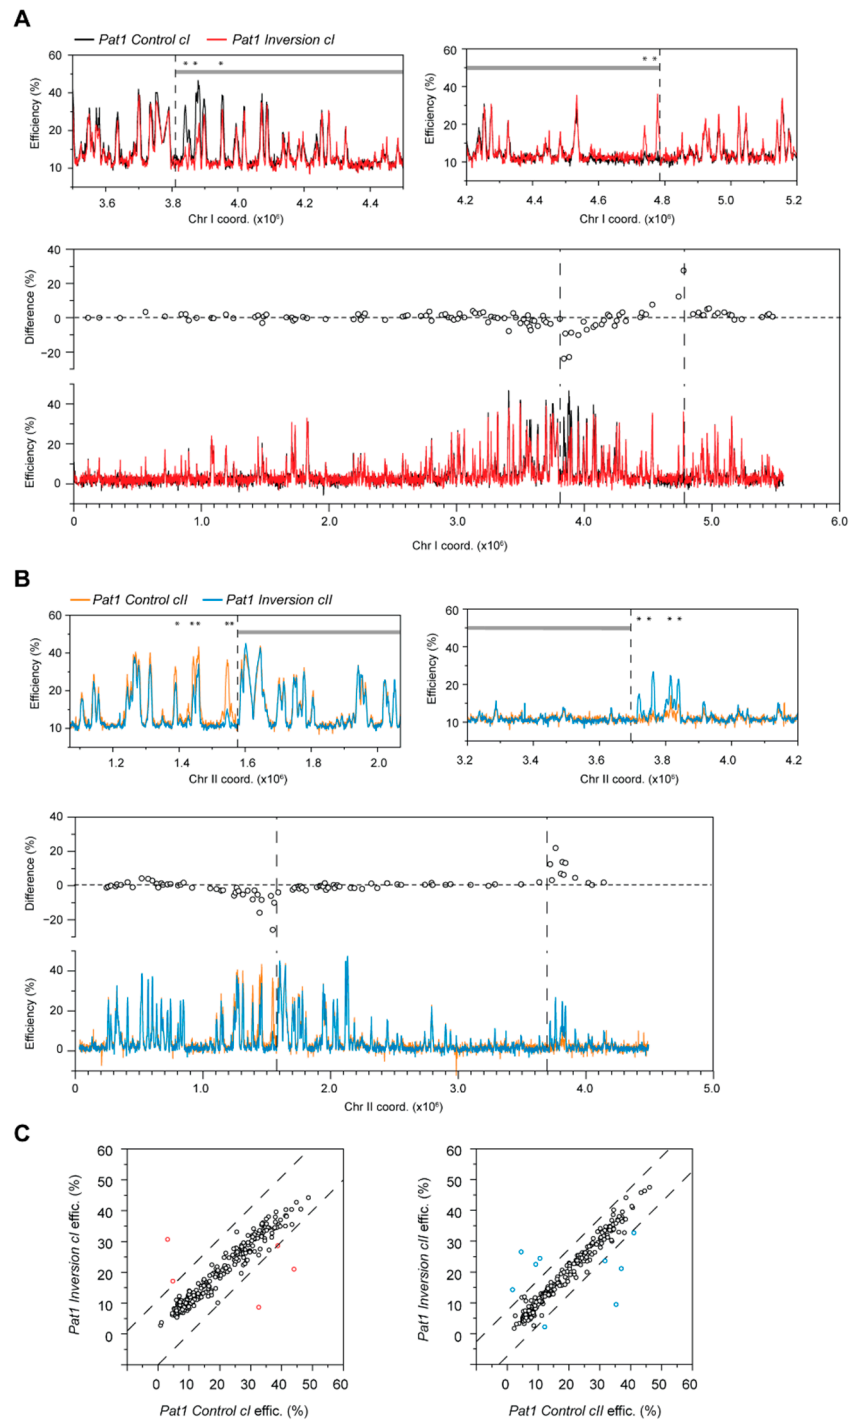 A
Pat1 Control cI   Pat1 Inversion cI
60
40
20
10
Efficiency (%)
* * *
3.6 3.8 4.0 4.2 4.4
Chr I coord. (x10⁶)
60
40
20
10
Efficiency (%)
* *
4.2 4.4 4.6 4.8 5.0 5.2
Chr I coord. (x10⁶)
40
20
0
−20
Difference (%)
40
20
0
Efficiency (%)
0 1.0 2.0 3.0 4.0 5.0 6.0
Chr I coord. (x10⁶)
B
Pat1 Control cII   Pat1 Inversion cII
60
40
20
10
Efficiency (%)
* ** **
1.2 1.4 1.6 1.8 2.0
Chr II coord. (x10⁶)
60
40
20
10
Efficiency (%)
* * * *
3.2 3.4 3.6 3.8 4.0 4.2
Chr II coord. (x10⁶)
40
20
0
−20
Difference (%)
40
20
0
Efficiency (%)
0 1.0 2.0 3.0 4.0 5.0
Chr II coord. (x10⁶)
C
60
50
40
30
20
10
0
Pat1 Inversion cI effic. (%)
0 10 20 30 40 50 60
Pat1 Control cI effic. (%)
60
50
40
30
20
10
0
Pat1 Inversion cII effic. (%)
0 10 20 30 40 50 60
Pat1 Control cII effic. (%)